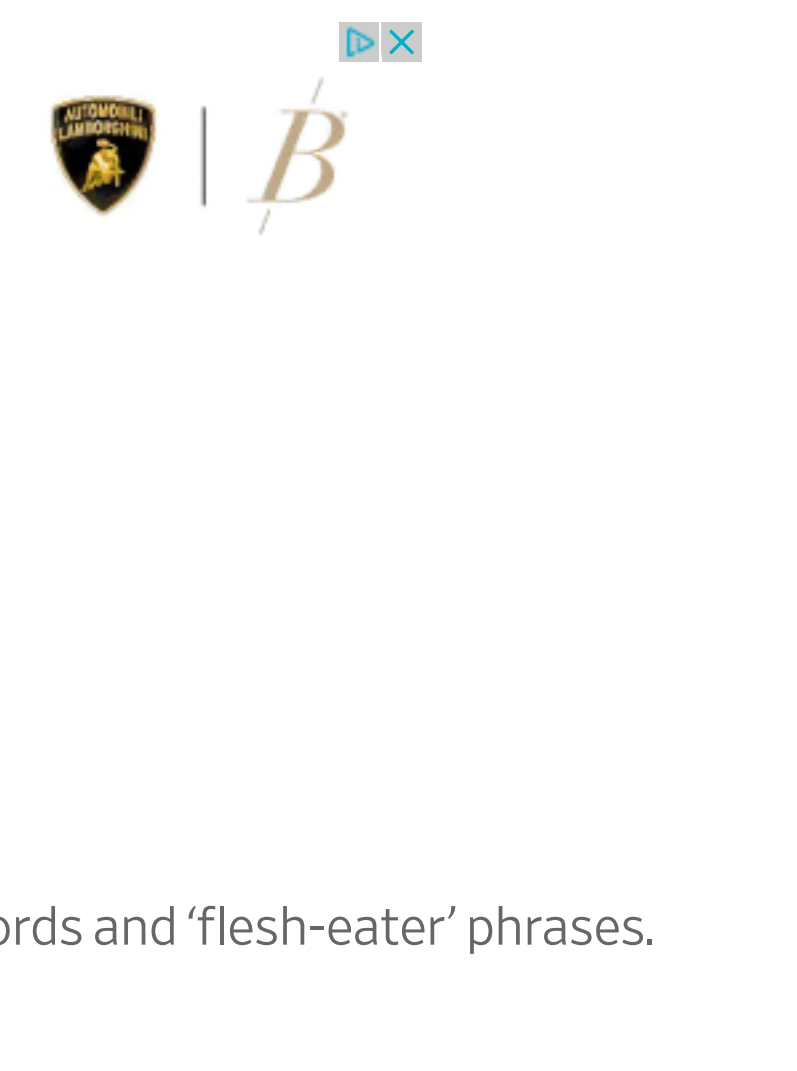 AUTOMOBILI
LAMBORGHINI
B
ords and ‘flesh-eater’ phrases.